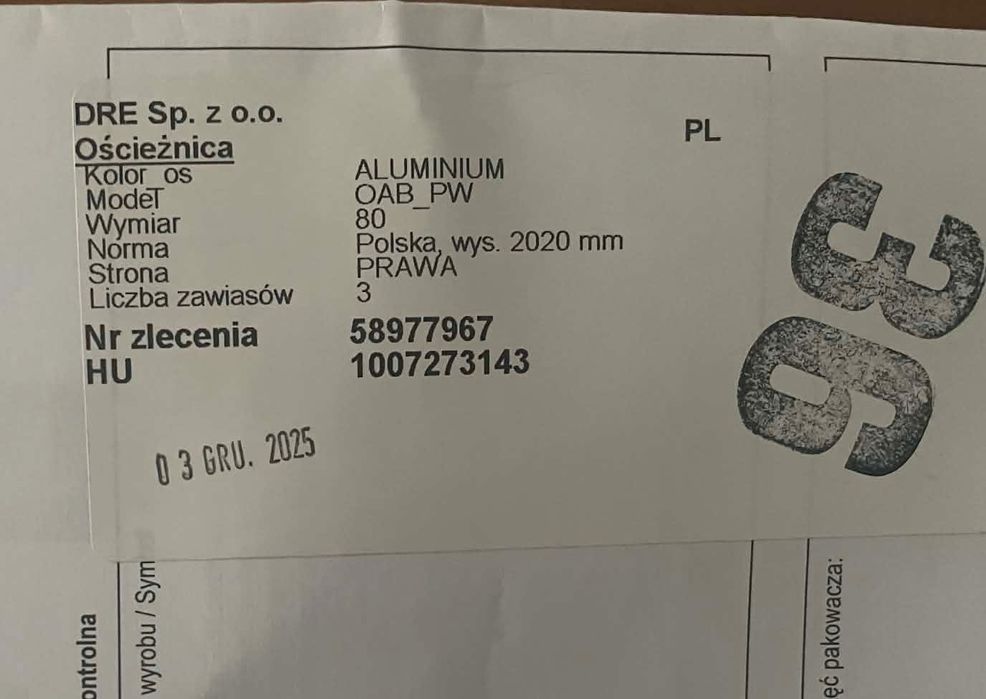 DRE Sp. z o.o.
PL
Ościeżnica
Kolor_os ALUMINIUM
Model OAB_PW
Wymiar 80
Norma Polska, wys. 2020 mm
Strona PRAWA
Liczba zawiasów 3
Nr zlecenia 58977967
HU 1007273143
03 GRU. 2025
36
ontrolna
wyrobu / Sym
ęć pakowacza: